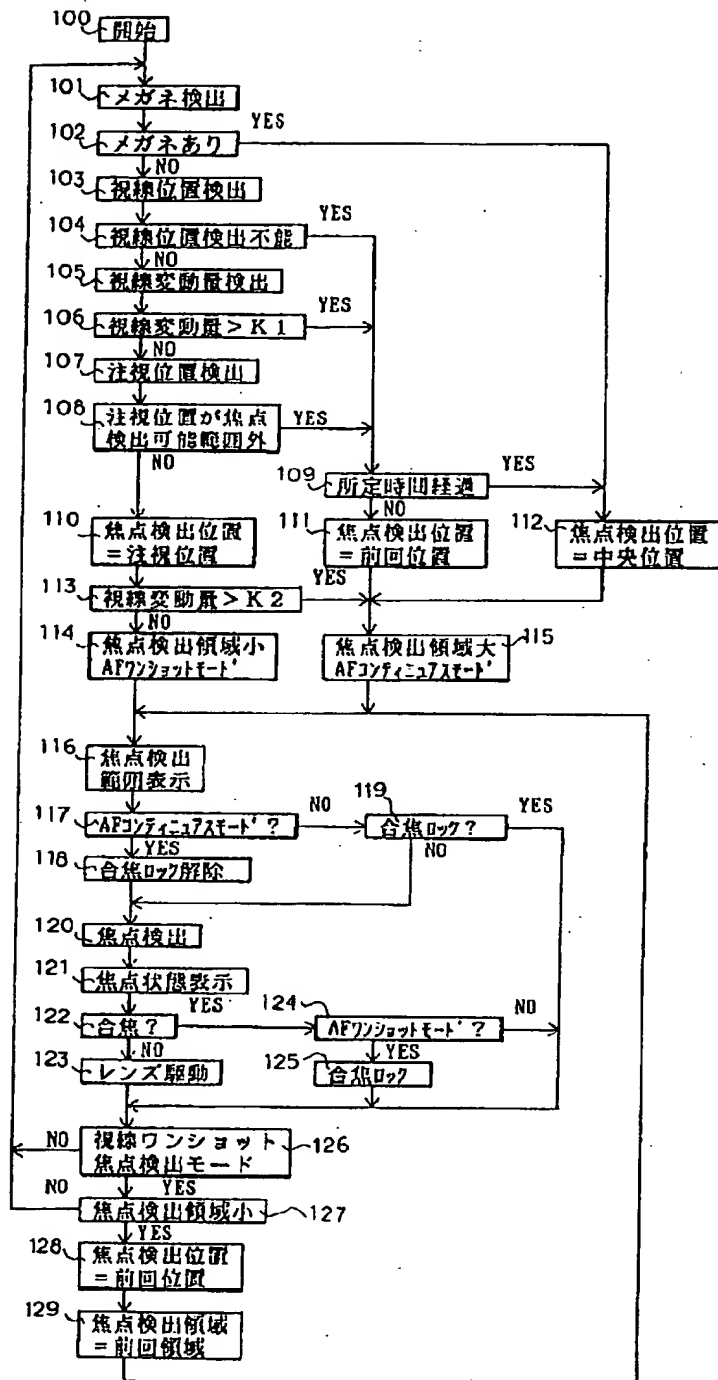 100
開始
101
メガネ検出
102
メガネあり
YES
NO
103
視線位置検出
104
視線位置検出不能
YES
NO
105
視線変動量検出
106
視線変動量＞K1
YES
NO
107
注視位置検出
108
注視位置が焦点
検出可能範囲外
YES
NO
109
所定時間経過
YES
NO
110
焦点検出位置
＝注視位置
111
焦点検出位置
＝前回位置
112
焦点検出位置
＝中央位置
113
視線変動量＞K2
YES
NO
114
焦点検出領域小
AFワンショットモード
115
焦点検出領域大
AFコンティニュアスモード
116
焦点検出
範囲表示
117
AFコンティニュアスモード?
NO
YES
119
合焦ロック?
YES
NO
118
合焦ロック解除
120
焦点検出
121
焦点状態表示
122
合焦?
YES
NO
124
AFワンショットモード?
NO
YES
123
レンズ駆動
125
合焦ロック
NO
視線ワンショット
焦点検出モード
126
YES
NO
焦点検出領域小
127
YES
128
焦点検出位置
＝前回位置
129
焦点検出領域
＝前回領域